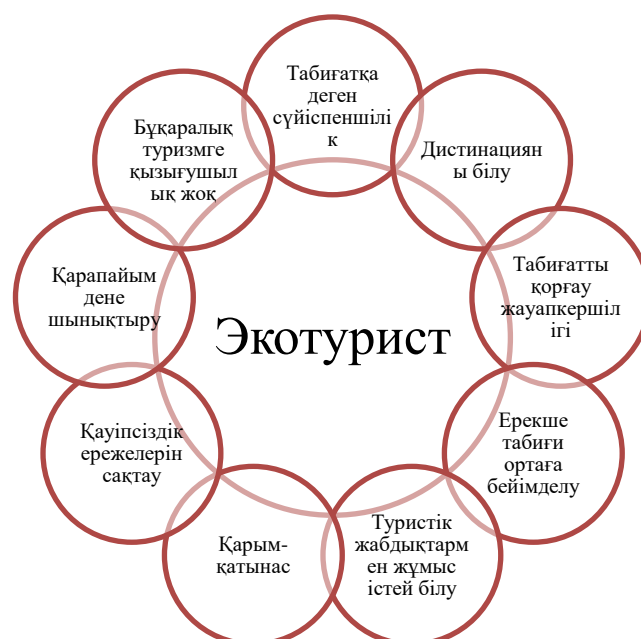 Табиғатқа
деген
сүйіспеншілі
к
Дистинациян
ы білу
Табиғатты
қорғау
жауапкершіл
ігі
Ерекше
табиғи
ортаға
бейімделу
Туристік
жабдықтарм
ен жұмыс
істей білу
Қарым-
қатынас
Қауіпсіздік
ережелерін
сақтау
Қарапайым
дене
шынықтыру
Бұқаралық
туризмге
қызығушыл
ық жоқ
Экотурист